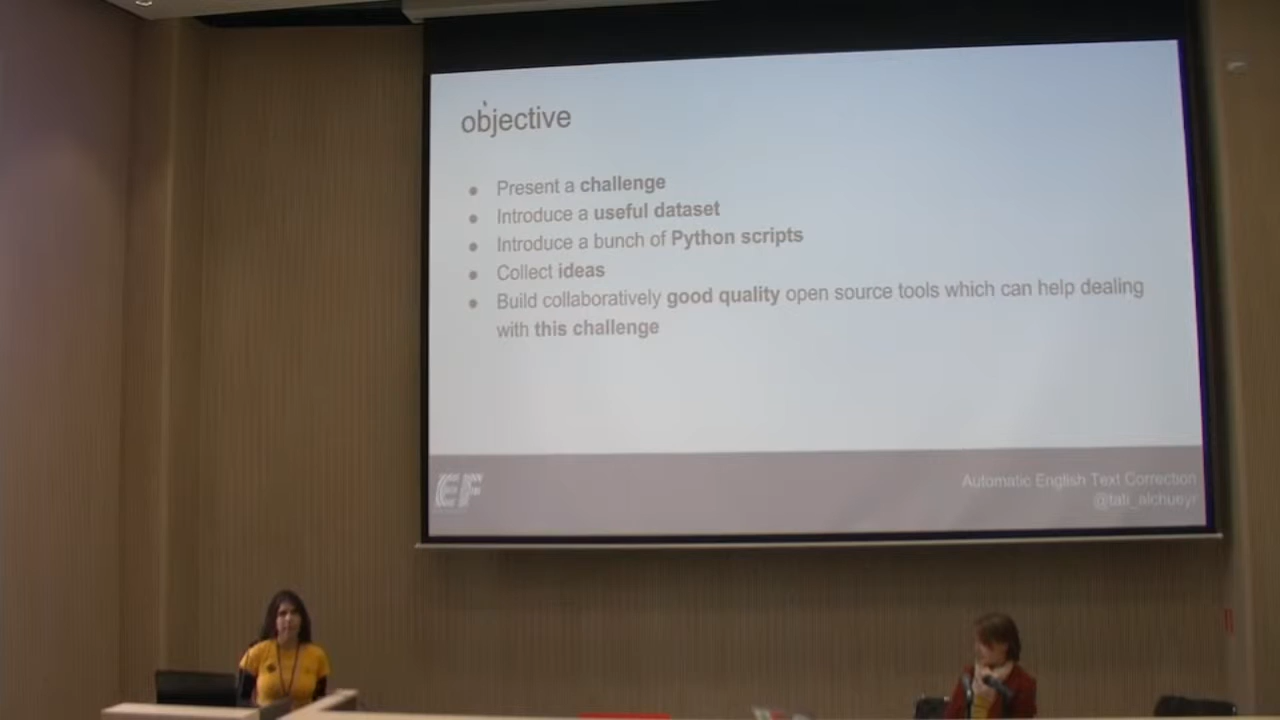 objective
● Present a challenge
● Introduce a useful dataset
● Introduce a bunch of Python scripts
● Collect ideas
● Build collaboratively good quality open source tools which can help dealing
with this challenge
EF
Automatic English Text Correction
@tati_alchueyr